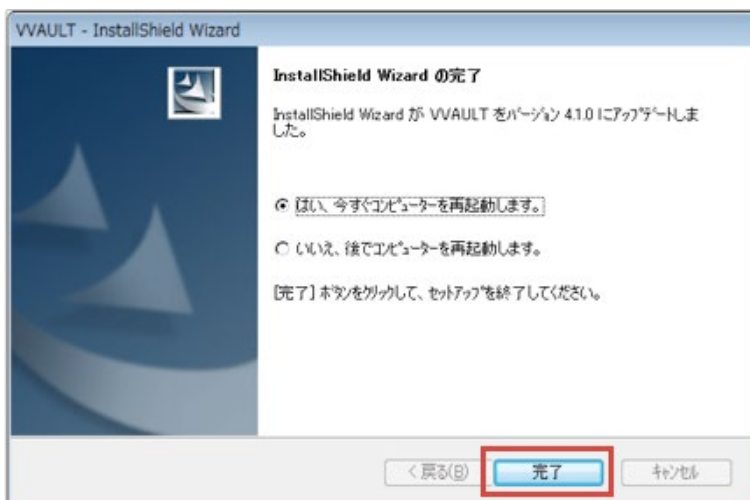 VVAULT - InstallShield Wizard
InstallShield Wizard の完了
InstallShield Wizard が VVAULT をバージョン 4.1.0 にアップデートしま
した。
はい、今すぐコンピューターを再起動します。
いいえ、後でコンピューターを再起動します。
[完了] ボタンをクリックして、セットアップを終了してください。
< 戻る(B) 完了 キャンセル